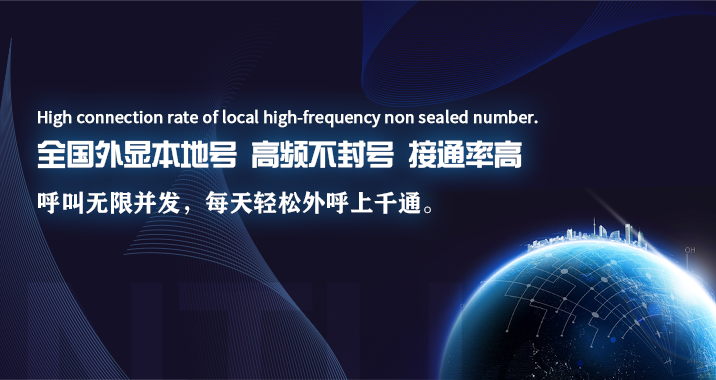 High connection rate of local high-frequency non sealed number.
全国外显本地号 高频不封号 接通率高
呼叫无限并发，每天轻松外呼上千通。
OH